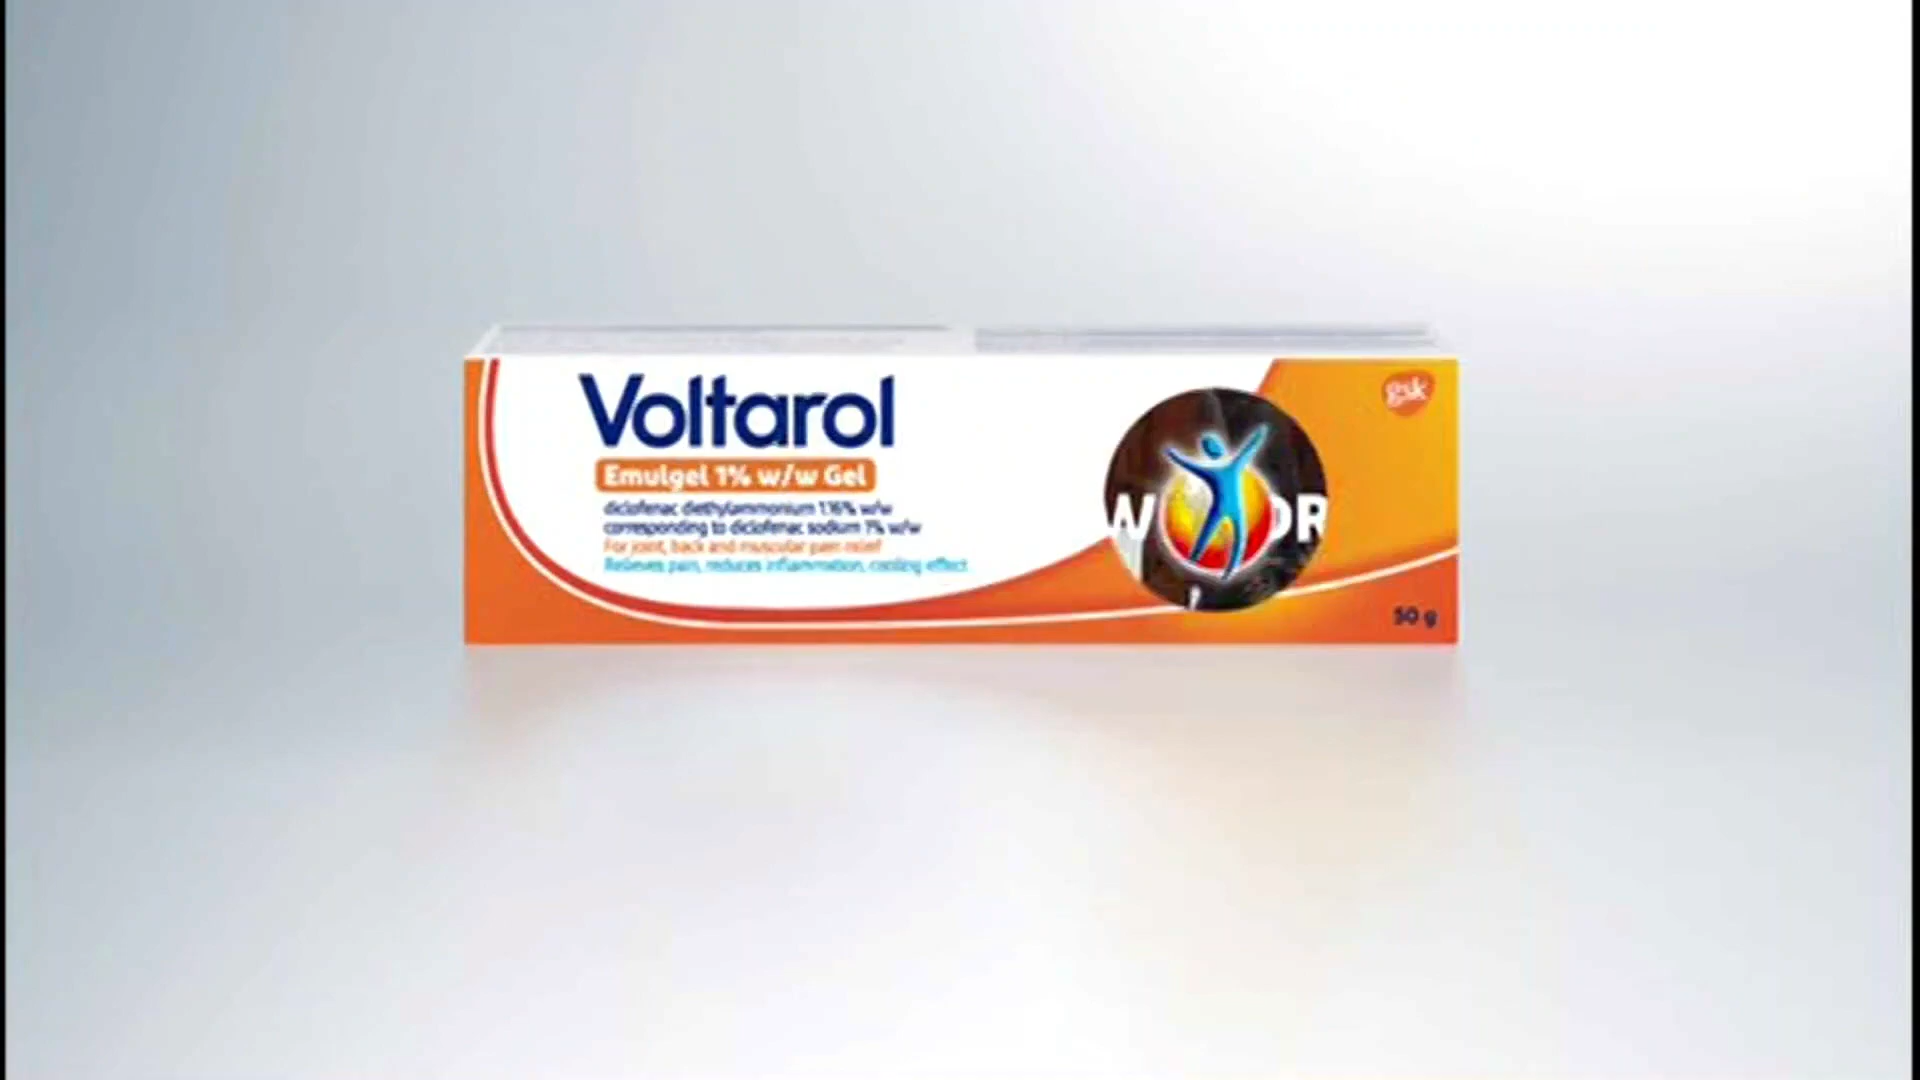 Voltarol
gsk
Emulgel 1% w/w Gel
diclofenac diethylammonium 1.16% w/w
corresponding to diclofenac sodium 1% w/w
For joint, back and muscular pain relief
Relieves pain, reduces inflammation, cooling effect
W OR
50 g